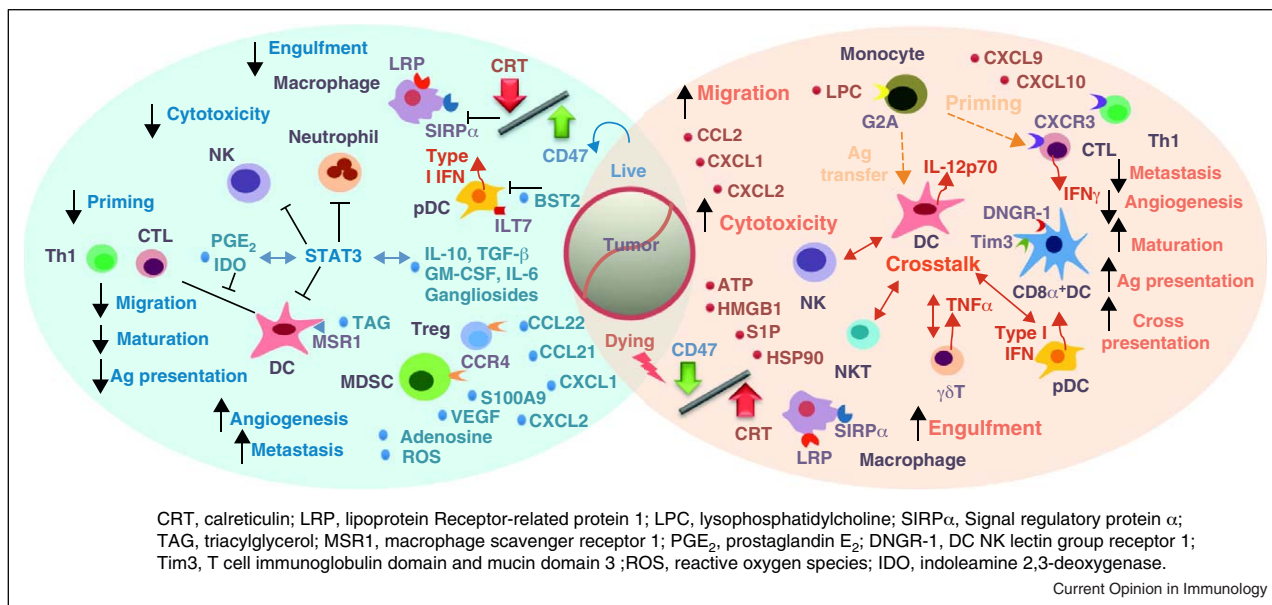 Engulfment
Macrophage
LRP
CRT
SIRPα
CD47
Cytotoxicity
NK
Neutrophil
Type
I IFN
pDC
ILT7
BST2
Live
Priming
Th1
CTL
PGE2
IDO
STAT3
IL-10, TGF-β
GM-CSF, IL-6
Gangliosides
Migration
Maturation
Ag presentation
DC
MSR1
TAG
Treg
CCR4
MDSC
CCL22
CCL21
CXCL1
S100A9
VEGF
CXCL2
Adenosine
ROS
Angiogenesis
Metastasis
Tumor
Dying
Migration
CCL2
CXCL1
CXCL2
Cytotoxicity
Monocyte
LPC
G2A
CXCL9
CXCL10
Priming
CXCR3
CTL
Th1
Ag
transfer
IL-12p70
IFNγ
DC
Crosstalk
DNGR-1
Tim3
CD8α+DC
Metastasis
Angiogenesis
Maturation
Ag presentation
Cross
presentation
NK
NKT
TNFα
γδT
Type I
IFN
pDC
ATP
HMGB1
S1P
HSP90
CD47
CRT
LRP
SIRPα
Macrophage
Engulfment
CRT, calreticulin; LRP, lipoprotein Receptor-related protein 1; LPC, lysophosphatidylcholine; SIRPα, Signal regulatory protein α;
TAG, triacylglycerol; MSR1, macrophage scavenger receptor 1; PGE2, prostaglandin E2; DNGR-1, DC NK lectin group receptor 1;
Tim3, T cell immunoglobulin domain and mucin domain 3 ;ROS, reactive oxygen species; IDO, indoleamine 2,3-deoxygenase.
Current Opinion in Immunology